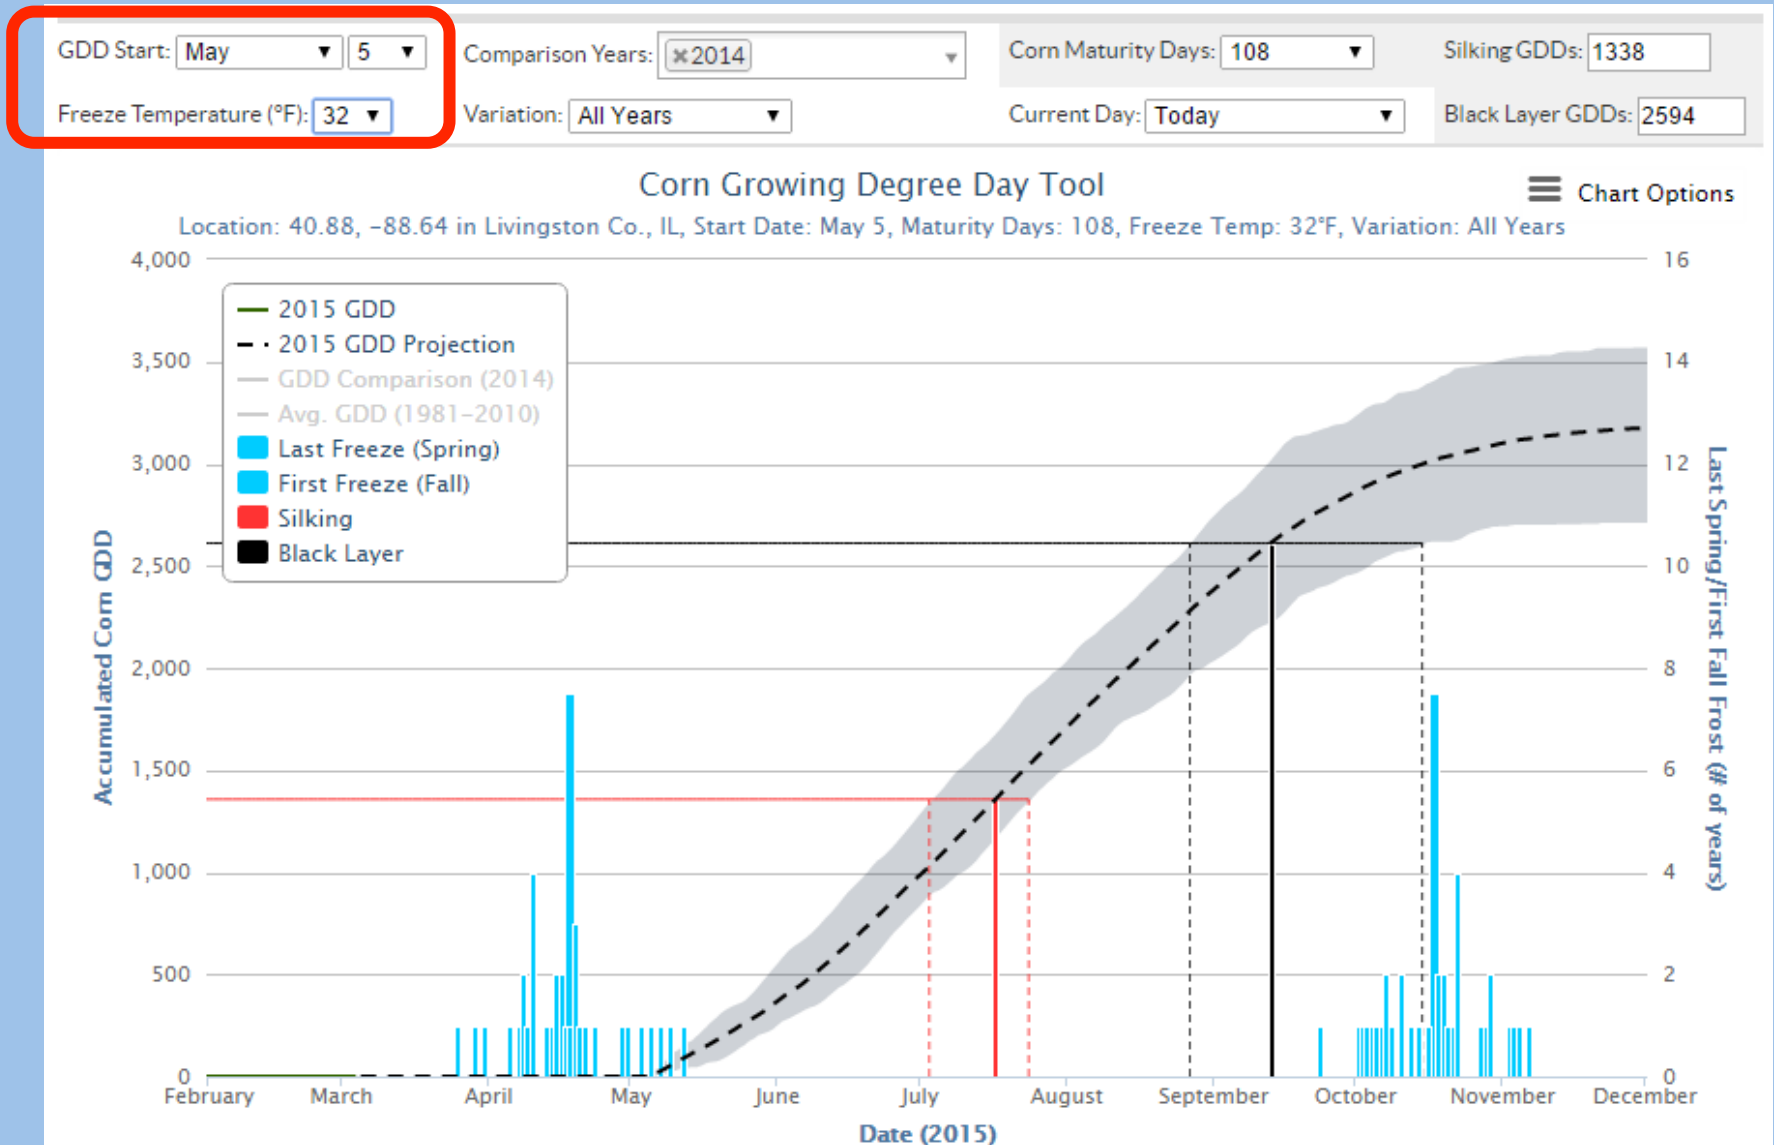 GDD Start: May 5 Comparison Years: ×2014 Corn Maturity Days: 108 Silking GDDs: 1338
Freeze Temperature (°F): 32 Variation: All Years Current Day: Today Black Layer GDDs: 2594
Corn Growing Degree Day Tool
Chart Options
Location: 40.88, -88.64 in Livingston Co., IL, Start Date: May 5, Maturity Days: 108, Freeze Temp: 32°F, Variation: All Years
4,000
3,500
3,000
2,500
2,000
1,500
1,000
500
0
Accumulated Corn GDD
2015 GDD
2015 GDD Projection
GDD Comparison (2014)
Avg. GDD (1981-2010)
Last Freeze (Spring)
First Freeze (Fall)
Silking
Black Layer
16
14
12
10
8
6
4
2
0
Last Spring/First Fall Frost (# of years)
February March April May June July August September October November December
Date (2015)